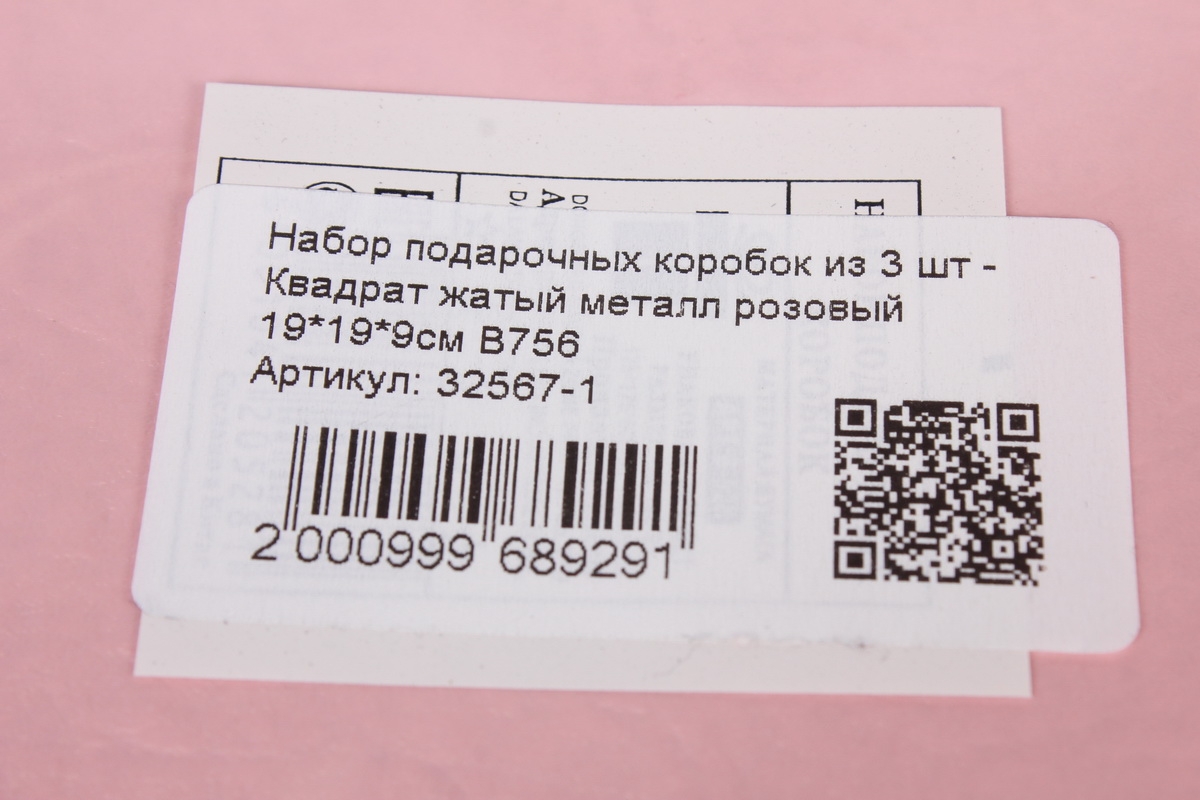 Набор подарочных коробок из 3 шт -
Квадрат жатый металл розовый
19*19*9см В756
Артикул: 32567-1
2 000999 689291